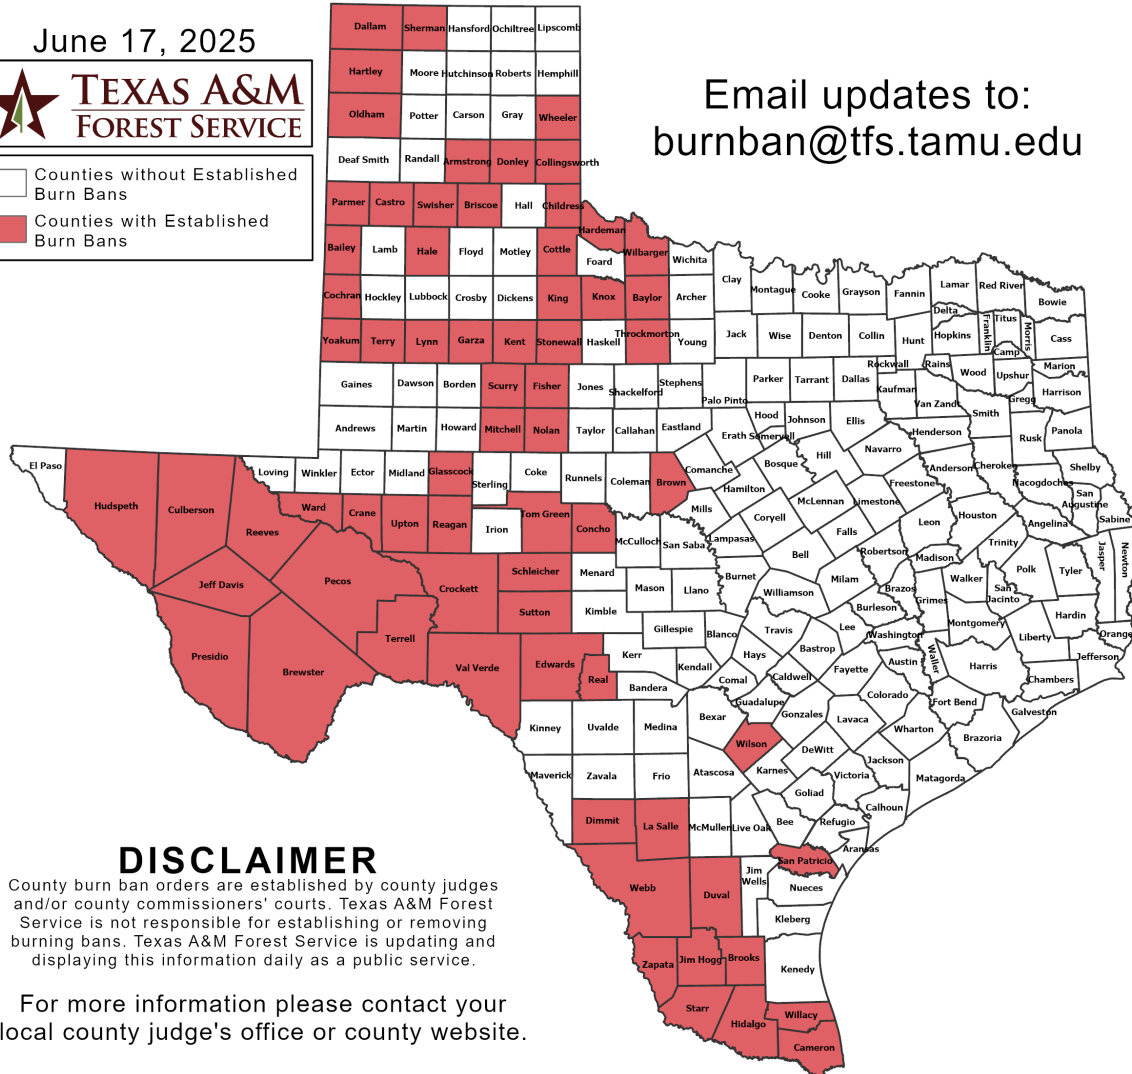 June 17, 2025
TEXAS A&M
FOREST SERVICE
Counties without Established
Burn Bans
Counties with Established
Burn Bans
Email updates to:
burnban@tfs.tamu.edu
Dallam Sherman Hansford Ochiltree Lipscomb
Hartley Moore Hutchinson Roberts Hemphill
Oldham Potter Carson Gray Wheeler
Deaf Smith Randall Armstrong Donley Collingsworth
Parmer Castro Swisher Briscoe Hall Childress
Hardeman
Bailey Lamb Hale Floyd Motley Cottle Foard Wilbarger Wichita
Clay Montague Cooke Grayson Fannin Lamar Red River Bowie
Cochran Hockley Lubbock Crosby Dickens King Knox Baylor Archer
Delta Titus
Yoakum Terry Lynn Garza Kent Stonewall Haskell Throckmorton Young Jack Wise Denton Collin Hunt Hopkins Franklin Morris Cass
Rockwall Rains Camp Marion
Gaines Dawson Borden Scurry Fisher Jones Shackelford Stephens Palo Pinto Parker Tarrant Dallas Kaufman Van Zandt Wood Upshur Gregg Harrison
Andrews Martin Howard Mitchell Nolan Taylor Callahan Eastland Erath Hood Somervell Johnson Ellis Henderson Smith Rusk Panola
El Paso Loving Winkler Ector Midland Glasscock Sterling Coke Runnels Coleman Brown Comanche Bosque Hill Navarro Anderson Cherokee Nacogdoches Shelby
Hudspeth Culberson Reeves Ward Crane Upton Reagan Irion Tom Green Concho Mills Hamilton McLennan Limestone Freestone Leon Houston Angelina San Augustine Sabine
McCulloch San Saba Lampasas Coryell Bell Falls Robertson Madison Trinity Polk Tyler Jasper Newton
Jeff Davis Pecos Crockett Schleicher Menard Mason Llano Burnet Williamson Milam Brazos Grimes Walker San Jacinto
Sutton Kimble Gillespie Blanco Travis Lee Burleson Washington Montgomery Liberty Hardin Orange
Presidio Brewster Terrell Val Verde Edwards Real Kerr Kendall Hays Bastrop Fayette Austin Waller Harris Chambers Jefferson
Bandera Comal Caldwell Guadalupe Gonzales Colorado Fort Bend Galveston
Kinney Uvalde Medina Bexar Wilson Lavaca DeWitt Wharton Brazoria
Maverick Zavala Frio Atascosa Karnes Goliad Victoria Jackson Matagorda
Dimmit La Salle McMullen Live Oak Bee Refugio Calhoun
Aransas
San Patricio
Webb Duval Jim Wells Nueces
Kleberg
Zapata Jim Hogg Brooks Kenedy
Starr Hidalgo Willacy
Cameron
DISCLAIMER
County burn ban orders are established by county judges
and/or county commissioners' courts. Texas A&M Forest
Service is not responsible for establishing or removing
burning bans. Texas A&M Forest Service is updating and
displaying this information daily as a public service.
For more information please contact your
local county judge's office or county website.